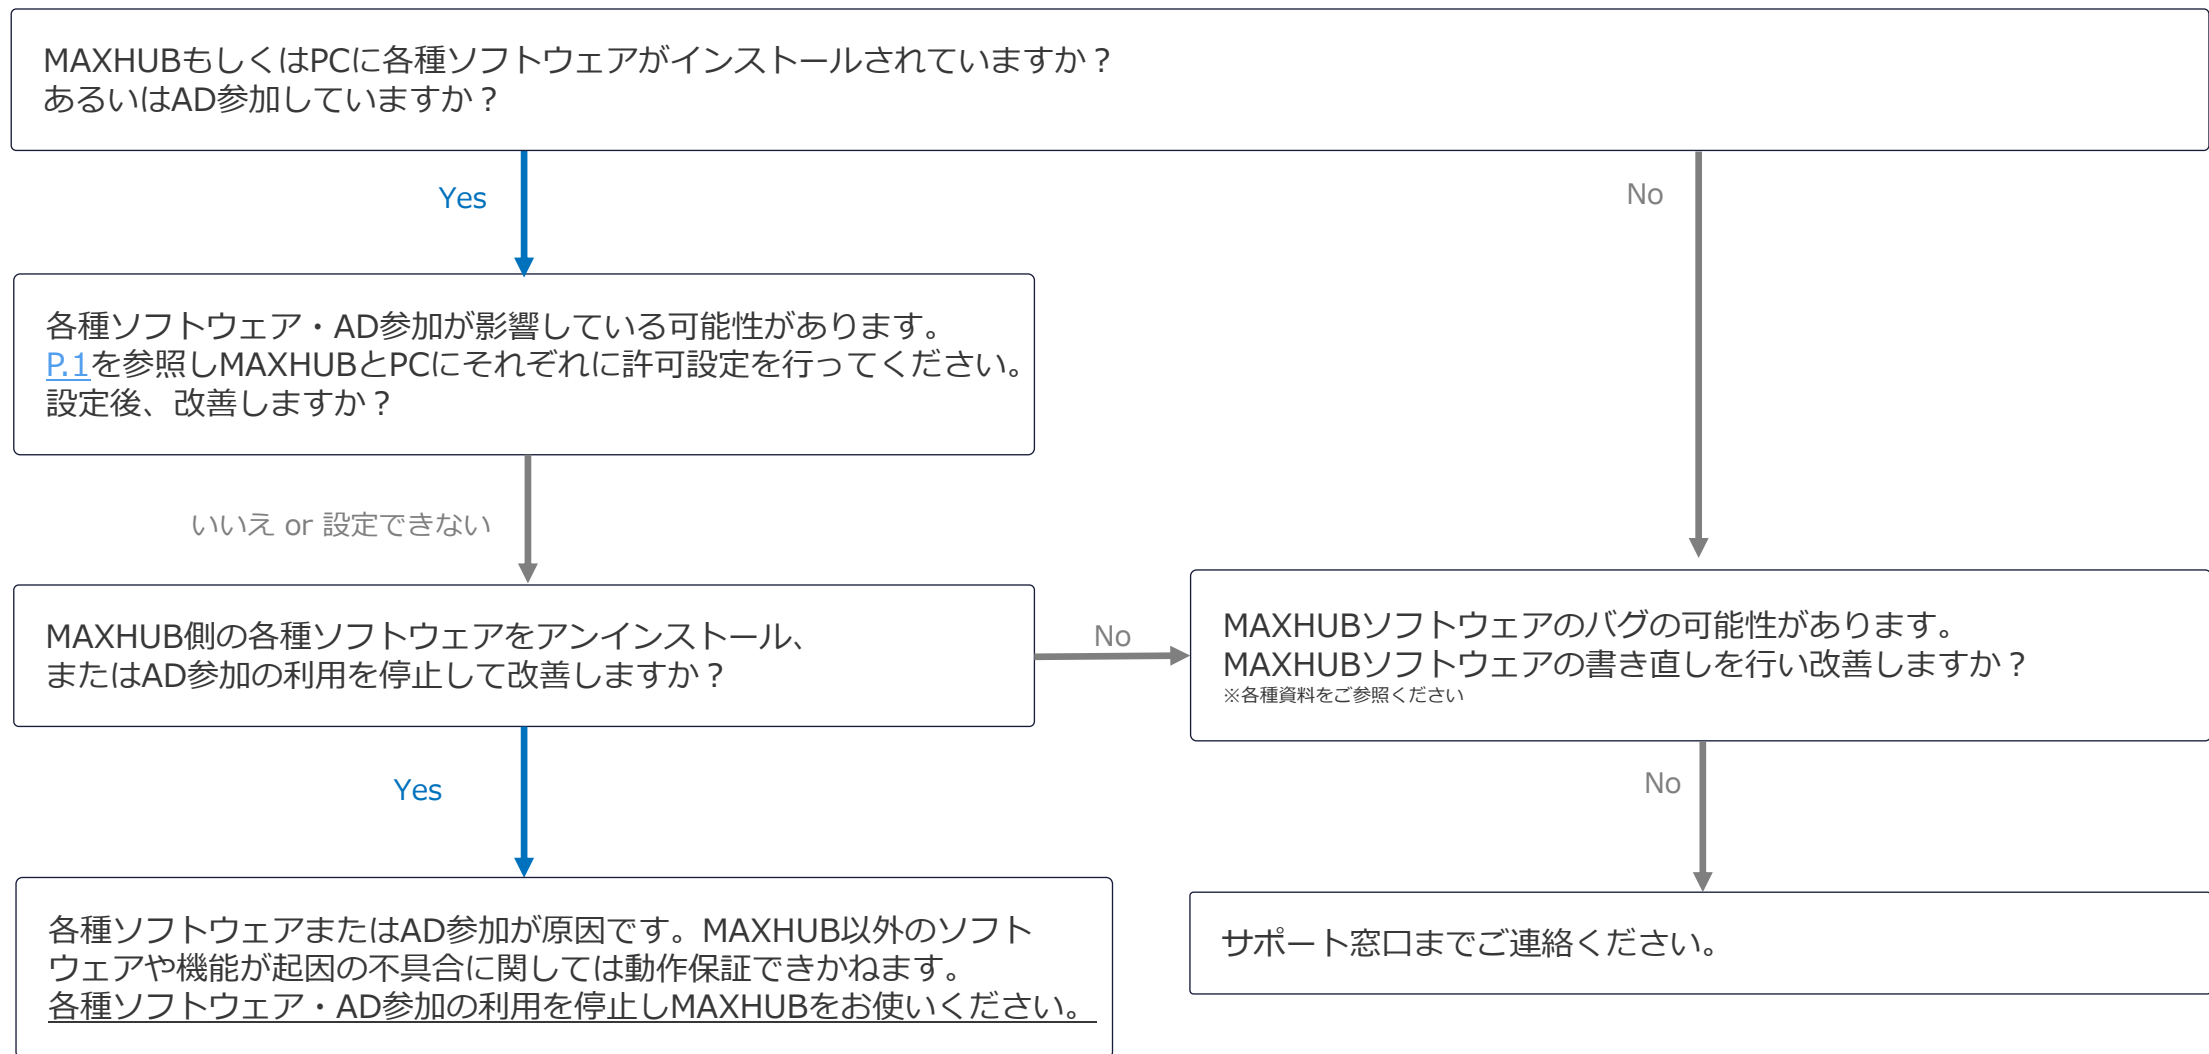 MAXHUBもしくはPCに各種ソフトウェアがインストールされていますか？
あるいはAD参加していますか？
Yes
No
各種ソフトウェア・AD参加が影響している可能性があります。
P.1を参照しMAXHUBとPCにそれぞれに許可設定を行ってください。
設定後、改善しますか？
いいえ or 設定できない
MAXHUB側の各種ソフトウェアをアンインストール、
またはAD参加の利用を停止して改善しますか？
No
MAXHUBソフトウェアのバグの可能性があります。
MAXHUBソフトウェアの書き直しを行い改善しますか？
※各種資料をご参照ください
Yes
No
各種ソフトウェアまたはAD参加が原因です。MAXHUB以外のソフト
ウェアや機能が起因の不具合に関しては動作保証できかねます。
各種ソフトウェア・AD参加の利用を停止しMAXHUBをお使いください。
サポート窓口までご連絡ください。